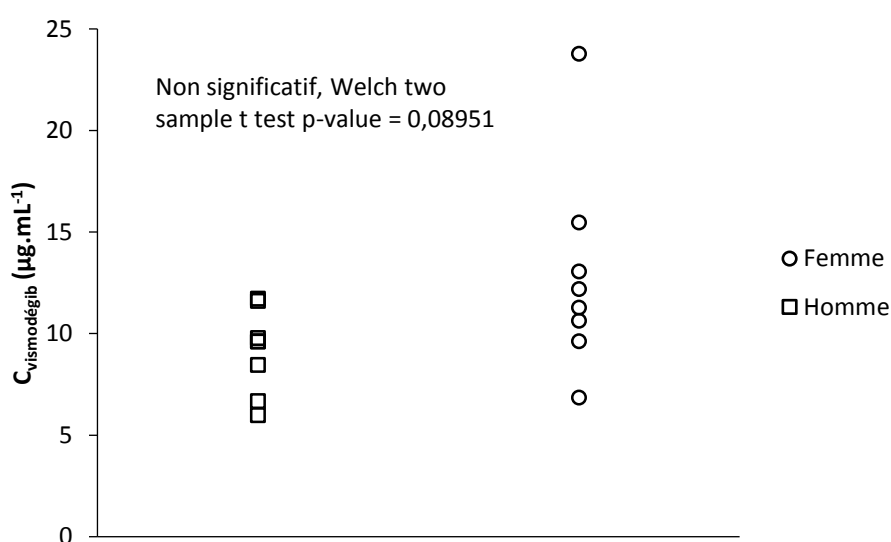 25
Non significatif, Welch two
sample t test p-value = 0,08951
20
15
10
5
0
C_vismodégib (µg.mL⁻¹)
Femme
Homme